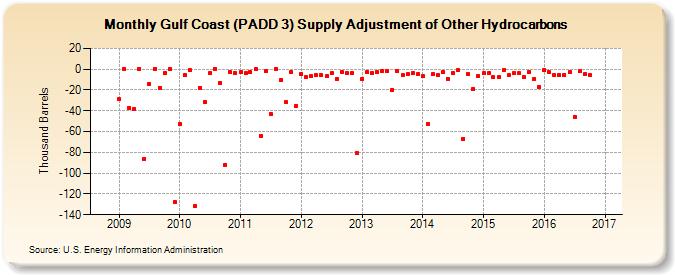 Monthly Gulf Coast (PADD 3) Supply Adjustment of Other Hydrocarbons
Thousand Barrels
20
0
-20
-40
-60
-80
-100
-120
-140
2009 2010 2011 2012 2013 2014 2015 2016 2017
Source: U.S. Energy Information Administration